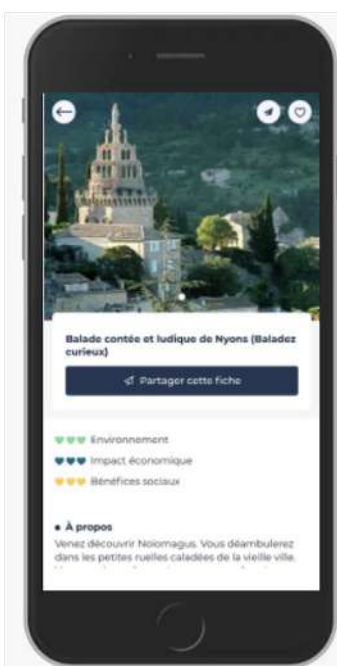 Balade contée et ludique de Nyons (Baladez
curieux)
Partager cette fiche
Environnement
Impact économique
Bénéfices sociaux
À propos
Venez découvrir Noiomagus. Vous déambulerez
dans les petites ruelles caladées de la vieille ville.